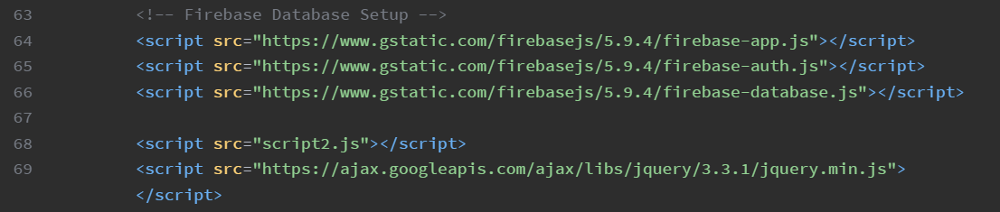 63 <!-- Firebase Database Setup -->
64 <script src="https://www.gstatic.com/firebasejs/5.9.4/firebase-app.js"></script>
65 <script src="https://www.gstatic.com/firebasejs/5.9.4/firebase-auth.js"></script>
66 <script src="https://www.gstatic.com/firebasejs/5.9.4/firebase-database.js"></script>
67
68 <script src="script2.js"></script>
69 <script src="https://ajax.googleapis.com/ajax/libs/jquery/3.3.1/jquery.min.js">
</script>